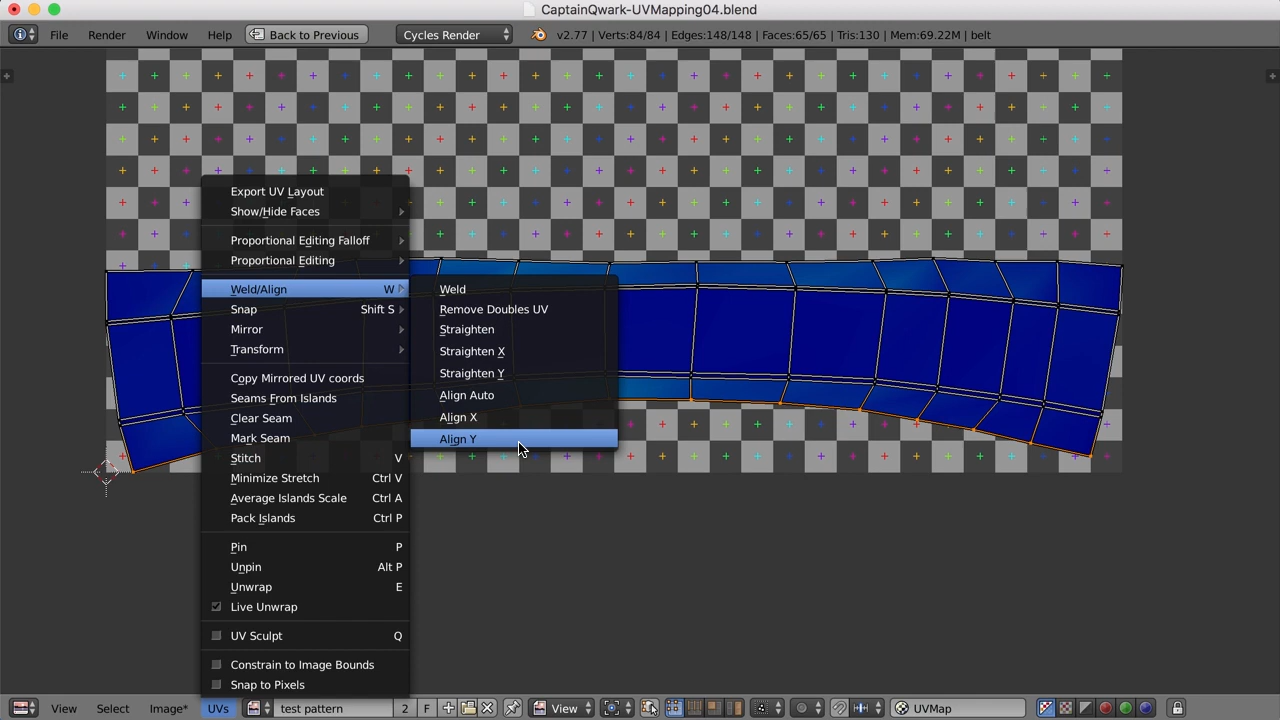 CaptainQwark-UVMapping04.blend
File Render Window Help Back to Previous Cycles Render v2.77 | Verts:84/84 | Edges:148/148 | Faces:65/65 | Tris:130 | Mem:69.22M | belt
Export UV Layout
Show/Hide Faces
Proportional Editing Falloff
Proportional Editing
Weld/Align W
Snap Shift S
Mirror
Transform
Copy Mirrored UV coords
Seams From Islands
Clear Seam
Mark Seam
Stitch V
Minimize Stretch Ctrl V
Average Islands Scale Ctrl A
Pack Islands Ctrl P
Pin P
Unpin Alt P
Unwrap E
Live Unwrap
UV Sculpt Q
Constrain to Image Bounds
Snap to Pixels
Weld
Remove Doubles UV
Straighten
Straighten X
Straighten Y
Align Auto
Align X
Align Y
View Select Image* UVs test pattern 2 F View UVMap